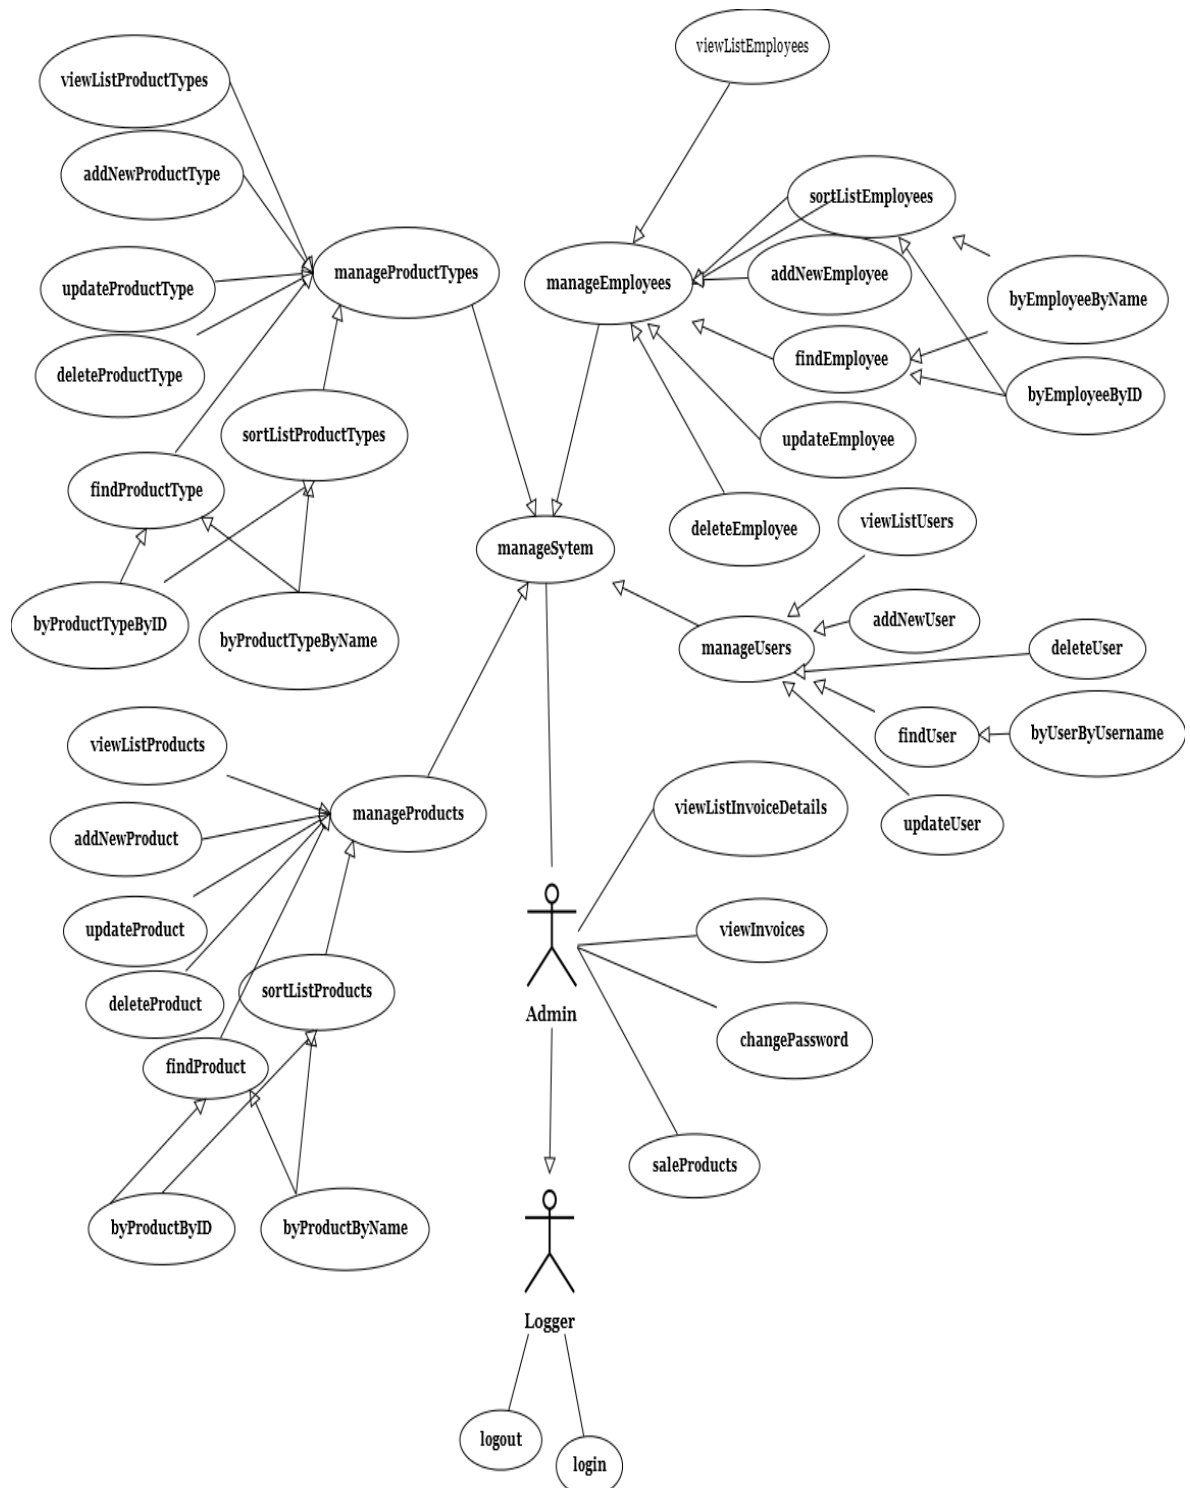 viewListEmployees
viewListProductTypes
addNewProductType
sortListEmployees
manageProductTypes
manageEmployees
addNewEmployee
updateProductType
byEmployeeByName
deleteProductType
findEmployee
byEmployeeByID
sortListProductTypes
updateEmployee
findProductType
deleteEmployee
viewListUsers
manageSytem
byProductTypeByID
byProductTypeByName
addNewUser
manageUsers
deleteUser
findUser
byUserByUsername
viewListProducts
manageProducts
viewListInvoiceDetails
updateUser
addNewProduct
updateProduct
viewInvoices
sortListProducts
deleteProduct
Admin
changePassword
findProduct
saleProducts
byProductByID
byProductByName
Logger
logout
login